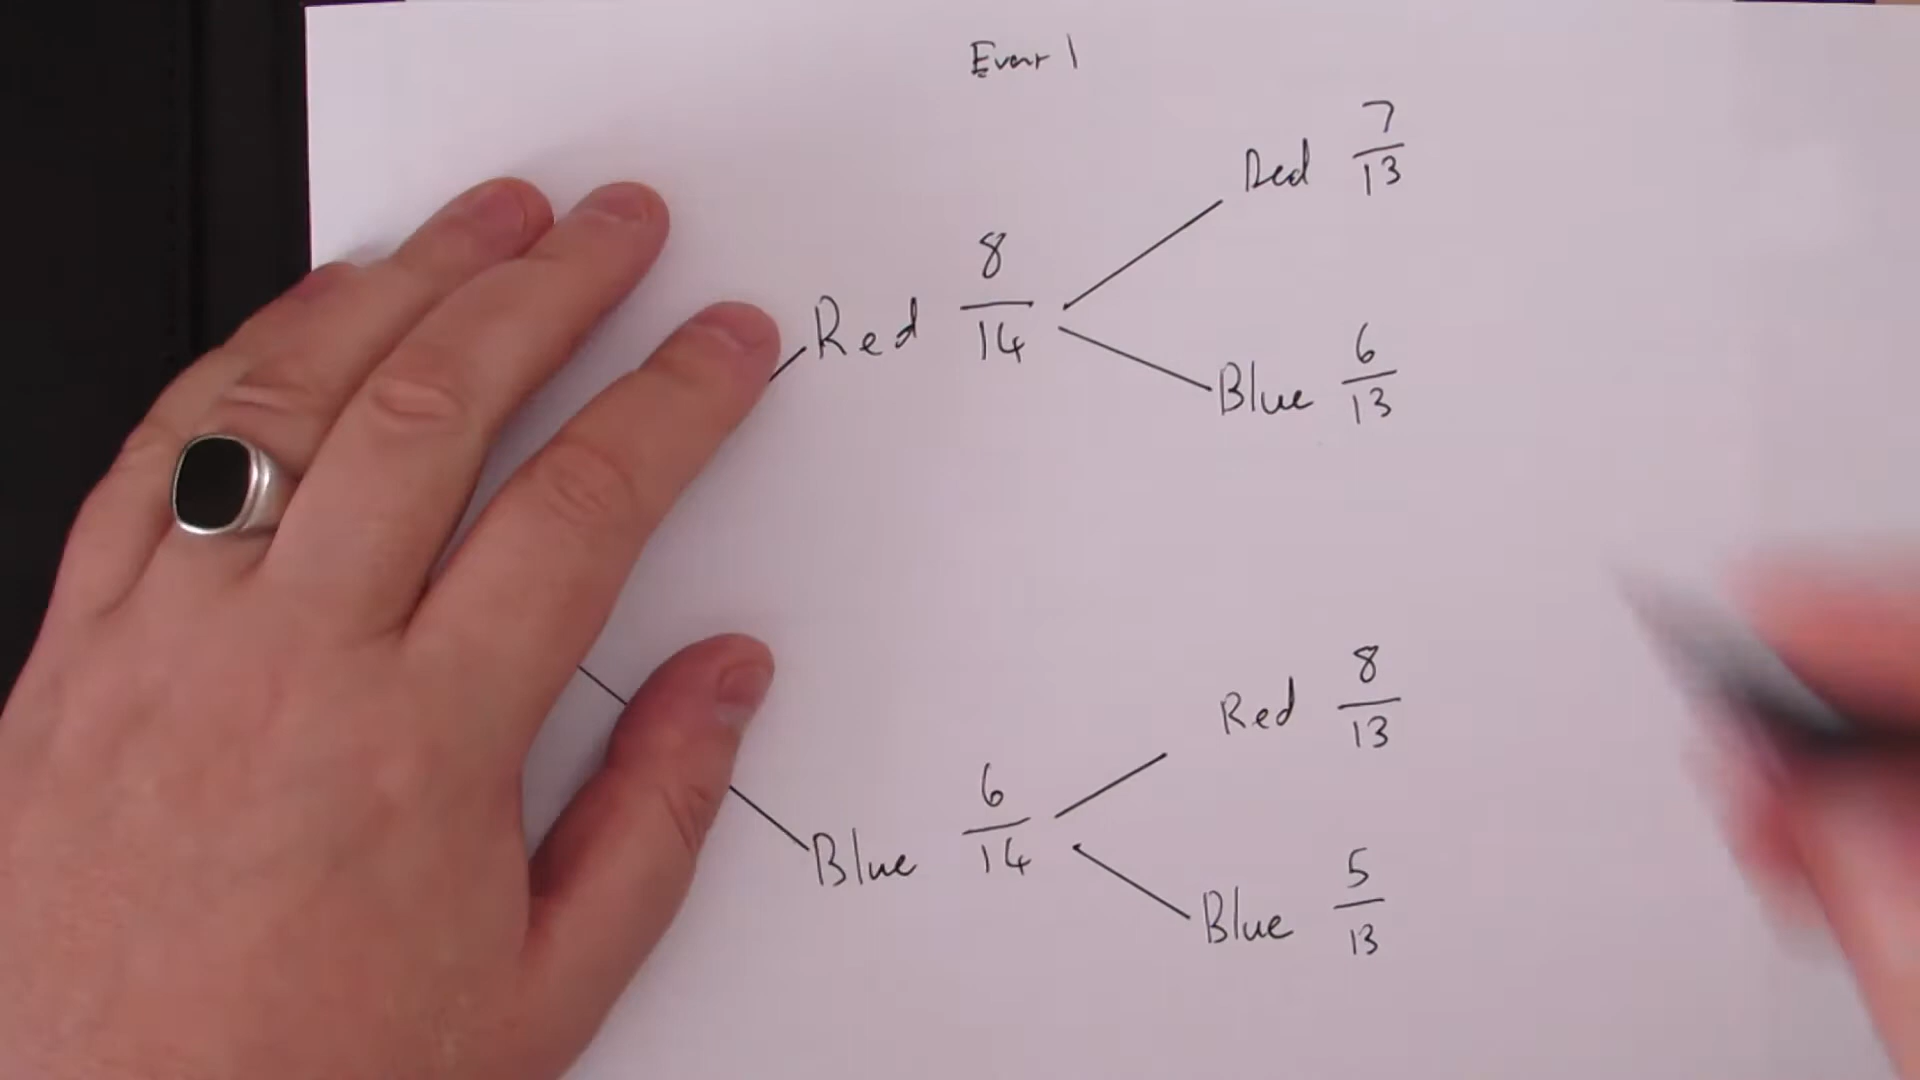 Event 1
Red 7/13
Red 8/14
Blue 6/13
Red 8/13
Blue 6/14
Blue 5/13